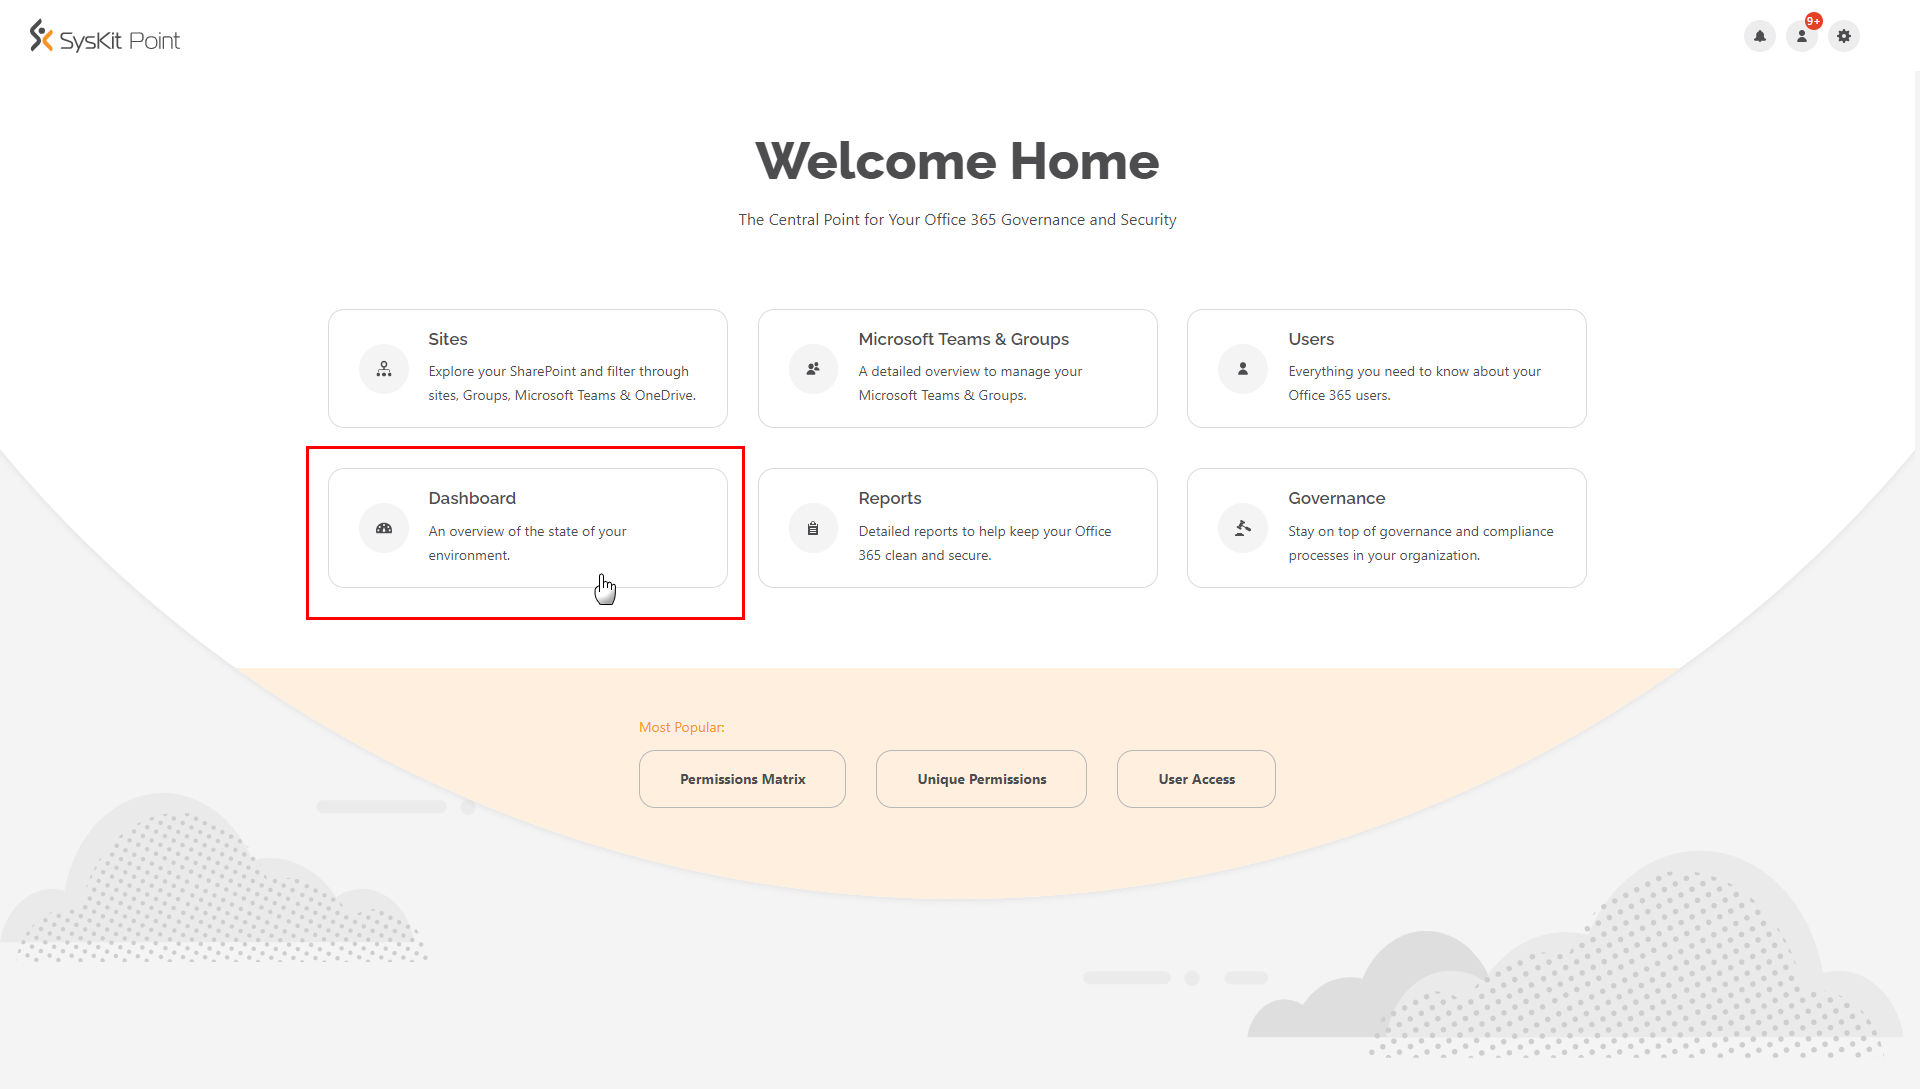 SysKit Point
9+
Welcome Home
The Central Point for Your Office 365 Governance and Security
Sites
Explore your SharePoint and filter through
sites, Groups, Microsoft Teams & OneDrive.
Microsoft Teams & Groups
A detailed overview to manage your
Microsoft Teams & Groups.
Users
Everything you need to know about your
Office 365 users.
Dashboard
An overview of the state of your
environment.
Reports
Detailed reports to help keep your Office
365 clean and secure.
Governance
Stay on top of governance and compliance
processes in your organization.
Most Popular:
Permissions Matrix
Unique Permissions
User Access